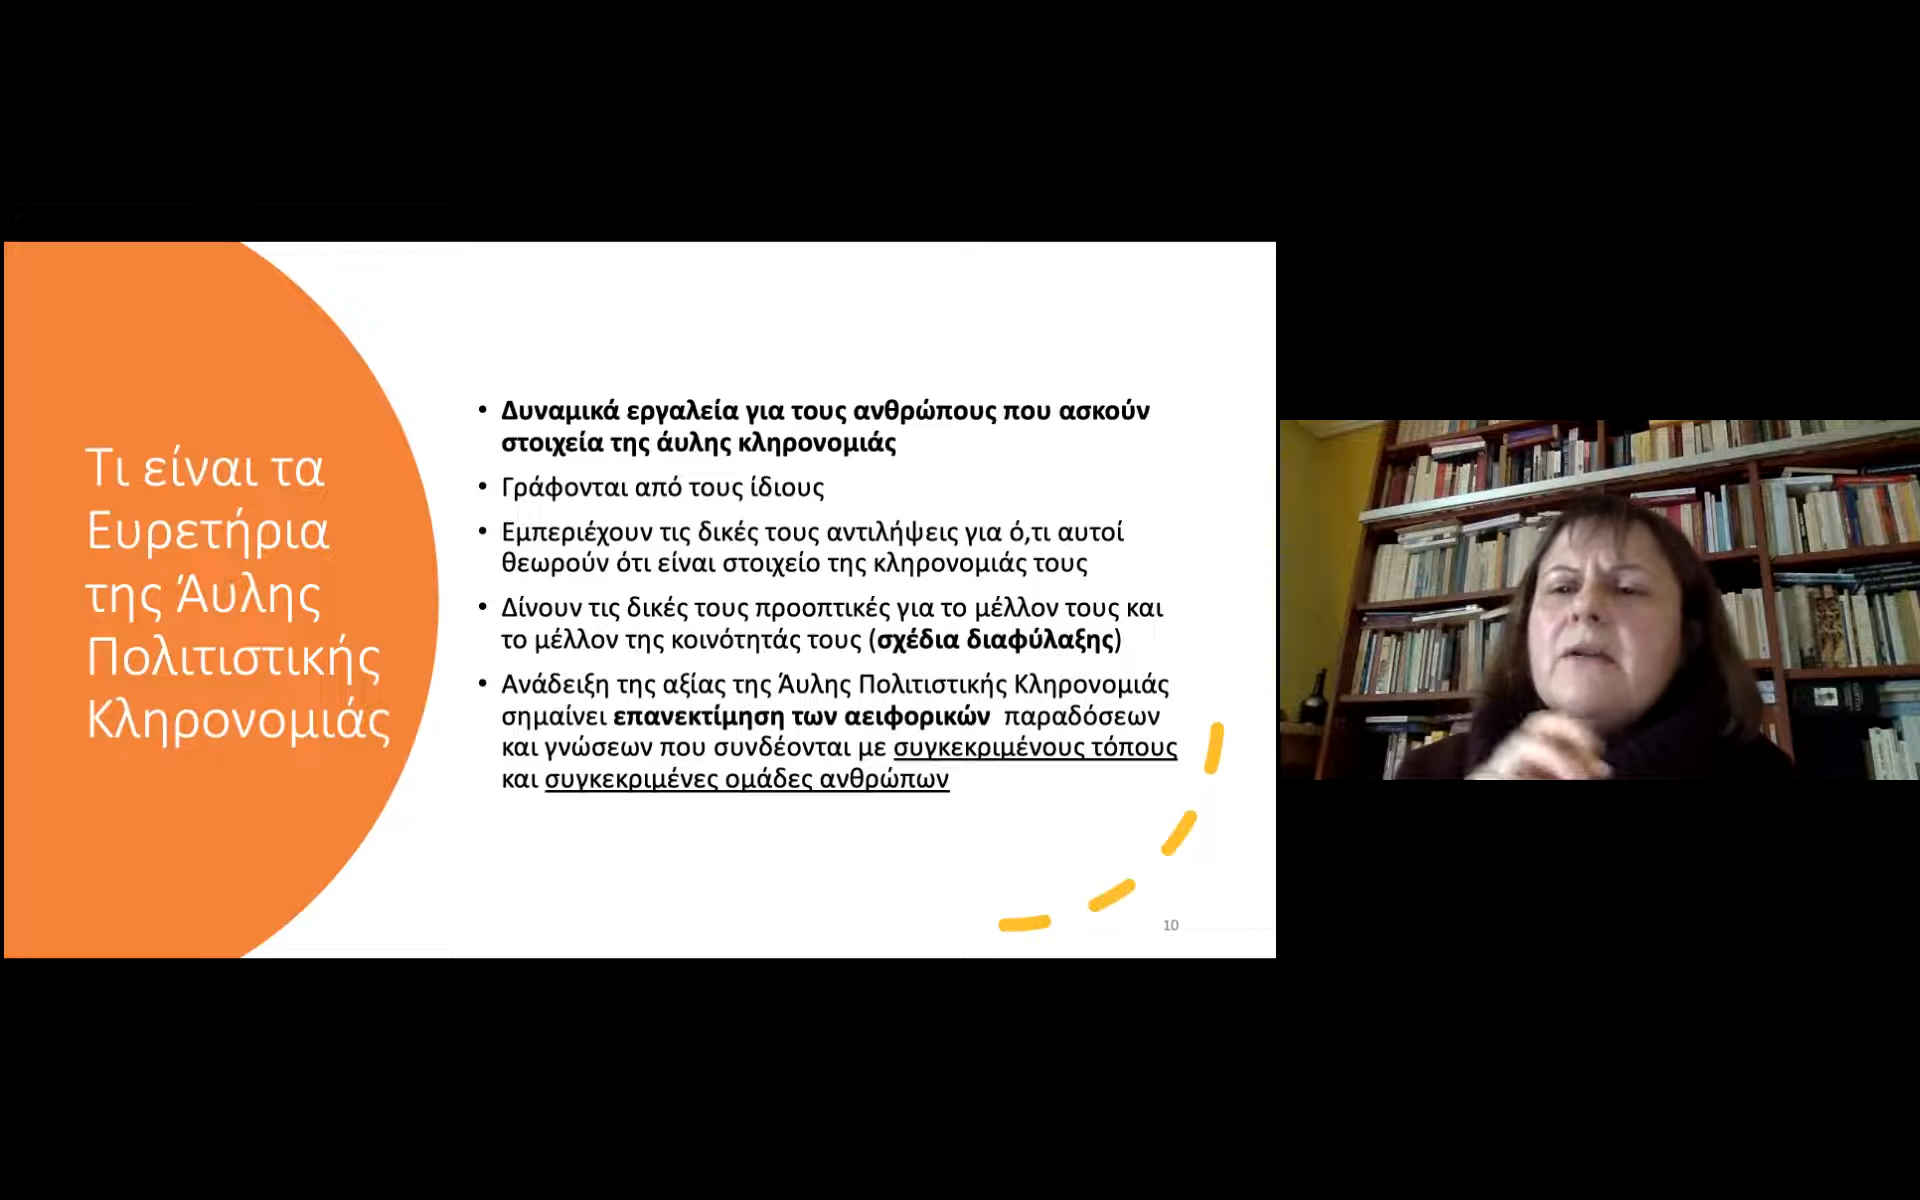 Τι είναι τα
Ευρετήρια
της Άυλης
Πολιτιστικής
Κληρονομιάς
• Δυναμικά εργαλεία για τους ανθρώπους που ασκούν
στοιχεία της άυλης κληρονομιάς
• Γράφονται από τους ίδιους
• Εμπεριέχουν τις δικές τους αντιλήψεις για ό,τι αυτοί
θεωρούν ότι είναι στοιχείο της κληρονομιάς τους
• Δίνουν τις δικές τους προοπτικές για το μέλλον τους και
το μέλλον της κοινότητάς τους (σχέδια διαφύλαξης)
• Ανάδειξη της αξίας της Άυλης Πολιτιστικής Κληρονομιάς
σημαίνει επανεκτίμηση των αειφορικών παραδόσεων
και γνώσεων που συνδέονται με συγκεκριμένους τόπους
και συγκεκριμένες ομάδες ανθρώπων
10